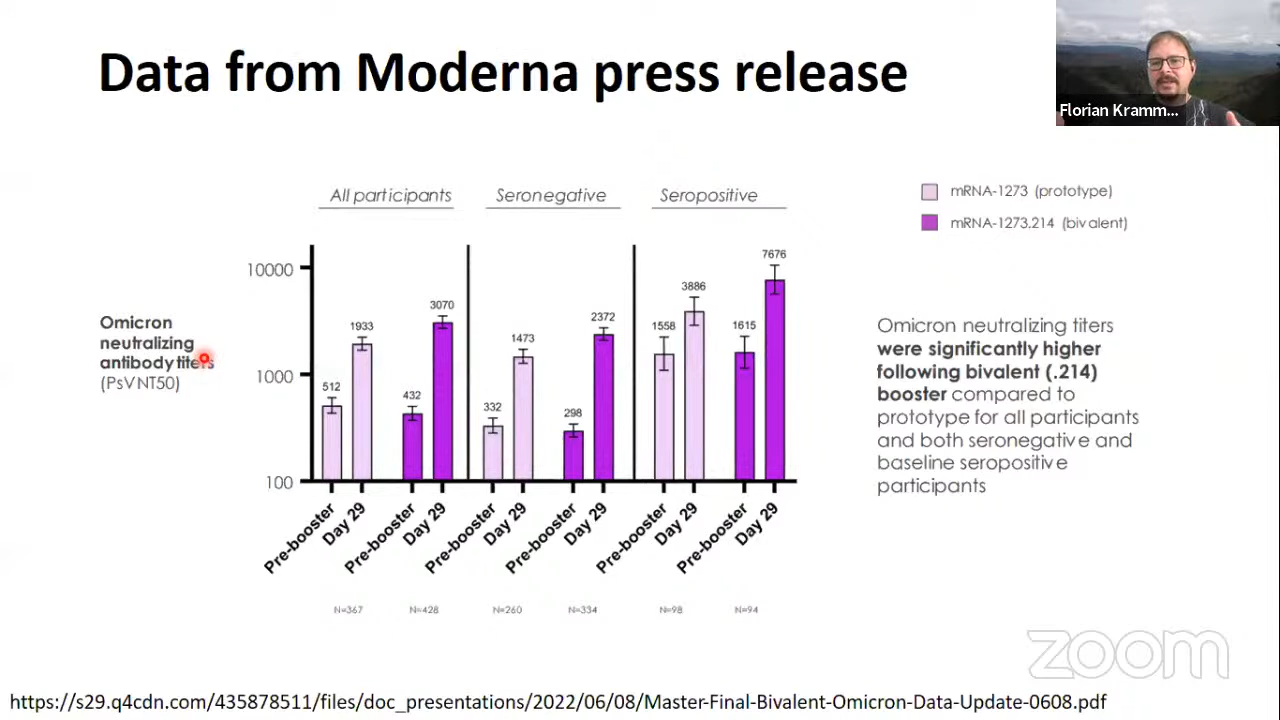 Data from Moderna press release
Florian Kramm...
All participants
Seronegative
Seropositive
mRNA-1273 (prototype)
mRNA-1273.214 (bivalent)
Omicron
neutralizing
antibody titers
(PsVNT50)
10000
1000
100
512
1933
432
3070
332
1473
298
2372
1558
3886
1615
7676
Pre-booster
Day 29
Pre-booster
Day 29
Pre-booster
Day 29
Pre-booster
Day 29
Pre-booster
Day 29
Pre-booster
Day 29
N=367
N=428
N=260
N=334
N=98
N=94
Omicron neutralizing titers
were significantly higher
following bivalent (.214)
booster compared to
prototype for all participants
and both seronegative and
baseline seropositive
participants
zoom
https://s29.q4cdn.com/435878511/files/doc_presentations/2022/06/08/Master-Final-Bivalent-Omicron-Data-Update-0608.pdf